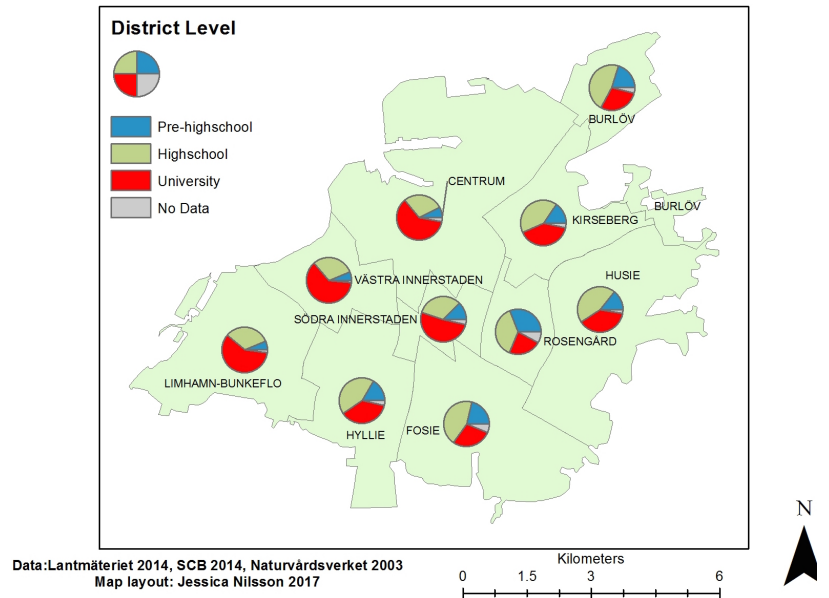 District Level
Pre-highschool
Highschool
University
No Data
BURLÖV
CENTRUM
BURLÖV
KIRSEBERG
HUSIE
VÄSTRA INNERSTADEN
SÖDRA INNERSTADEN
ROSENGÅRD
LIMHAMN-BUNKEFLO
HYLLIE
FOSIE
N
Data:Lantmäteriet 2014, SCB 2014, Naturvårdsverket 2003
Map layout: Jessica Nilsson 2017
Kilometers
0 1.5 3 6